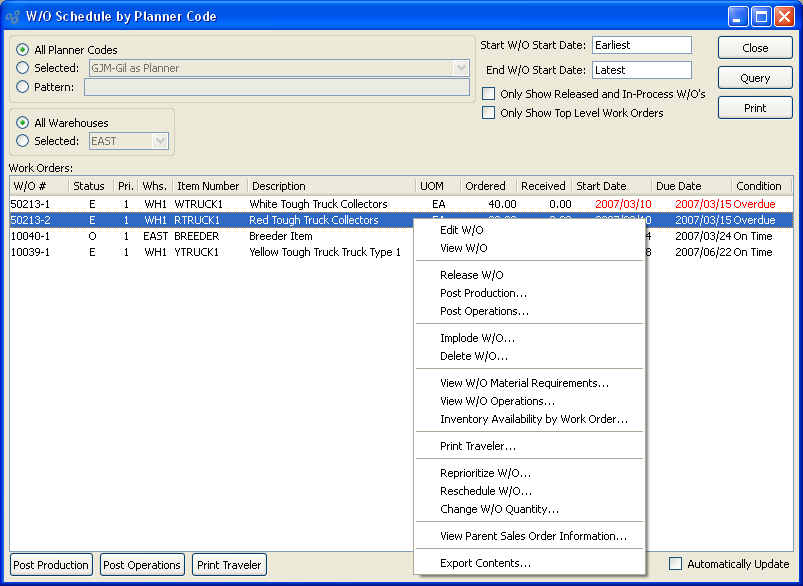 W/O Schedule by Planner Code
All Planner Codes
Selected: GJM-Gil as Planner
Pattern:
Start W/O Start Date: Earliest
End W/O Start Date: Latest
Only Show Released and In-Process W/O's
Only Show Top Level Work Orders
Close
Query
Print
All Warehouses
Selected: EAST
Work Orders:
W/O # Status Pri. Whs. Item Number Description UOM Ordered Received Start Date Due Date Condition
50213-1 E 1 WH1 WTRUCK1 White Tough Truck Collectors EA 40.00 0.00 2007/03/10 2007/03/15 Overdue
50213-2 E 1 WH1 RTRUCK1 Red Tough Truck Collectors 2007/03/15 Overdue
10040-1 O 1 EAST BREEDER Breeder Item 4 2007/03/24 On Time
10039-1 E 1 WH1 YTRUCK1 Yellow Tough Truck Truck Type 1 8 2007/06/22 On Time
Edit W/O
View W/O
Release W/O
Post Production...
Post Operations...
Implode W/O...
Delete W/O...
View W/O Material Requirements...
View W/O Operations...
Inventory Availability by Work Order...
Print Traveler...
Reprioritize W/O...
Reschedule W/O...
Change W/O Quantity...
View Parent Sales Order Information...
Export Contents...
Post Production Post Operations Print Traveler Automatically Update